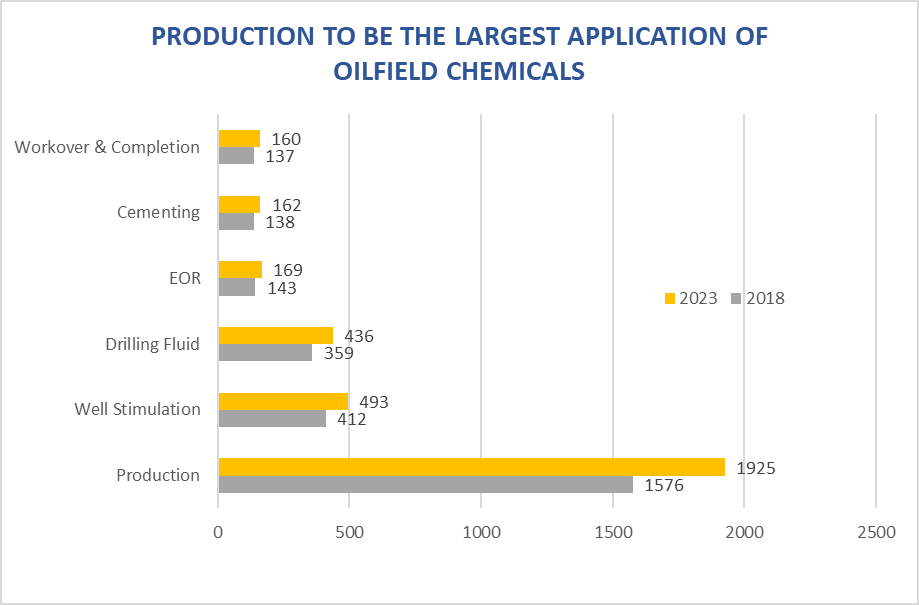 PRODUCTION TO BE THE LARGEST APPLICATION OF
OILFIELD CHEMICALS
Workover & Completion
160
137
Cementing
162
138
EOR
169
143
Drilling Fluid
436
359
Well Stimulation
493
412
Production
1925
1576
2023 2018
0 500 1000 1500 2000 2500